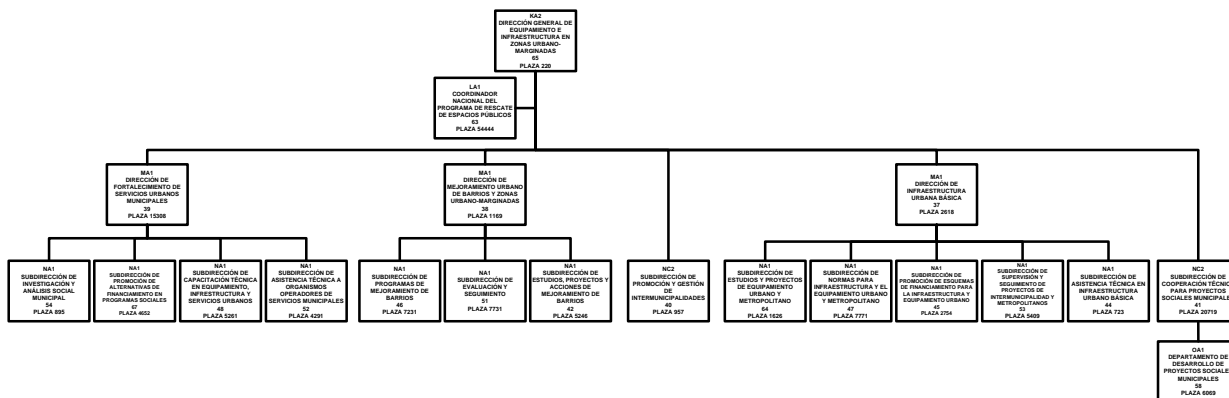 KA2
DIRECCIÓN GENERAL DE
EQUIPAMIENTO E
INFRAESTRUCTURA EN
ZONAS URBANO-
MARGINADAS
65
PLAZA 220
LA1
COORDINADOR
NACIONAL DEL
PROGRAMA DE RESCATE
DE ESPACIOS PÚBLICOS
63
PLAZA 54444
MA1
DIRECCIÓN DE
FORTALECIMIENTO DE
SERVICIOS URBANOS
MUNICIPALES
39
PLAZA 15308
MA1
DIRECCIÓN DE
MEJORAMIENTO URBANO
DE BARRIOS Y ZONAS
URBANO-MARGINADAS
38
PLAZA 1169
MA1
DIRECCIÓN DE
INFRAESTRUCTURA
URBANA BÁSICA
37
PLAZA 2618
NA1
SUBDIRECCIÓN DE
INVESTIGACIÓN Y
ANÁLISIS SOCIAL
MUNICIPAL
54
PLAZA 895
NA1
SUBDIRECCIÓN DE
PROMOCIÓN DE
ALTERNATIVAS DE
FINANCIAMIENTO EN
PROGRAMAS SOCIALES
67
PLAZA 4652
NA1
SUBDIRECCIÓN DE
CAPACITACIÓN TÉCNICA
EN EQUIPAMIENTO,
INFRESTRUCTURA Y
SERVICIOS URBANOS
48
PLAZA 5261
NA1
SUBDIRECCIÓN DE
ASISTENCIA TÉCNICA A
ORGANISMOS
OPERADORES DE
SERVICIOS MUNICIPALES
52
PLAZA 4291
NA1
SUBDIRECCIÓN DE
PROGRAMAS DE
MEJORAMIENTO DE
BARRIOS
46
PLAZA 7231
NA1
SUBDIRECCIÓN DE
EVALUACIÓN Y
SEGUIMIENTO
51
PLAZA 7731
NA1
SUBDIRECCIÓN DE
ESTUDIOS, PROYECTOS Y
ACCIONES DE
MEJORAMIENTO DE
BARRIOS
42
PLAZA 5246
NC2
SUBDIRECCIÓN DE
PROMOCIÓN Y GESTIÓN
DE
INTERMUNICIPALIDADES
40
PLAZA 957
NA1
SUBDIRECCIÓN DE
ESTUDIOS Y PROYECTOS
DE EQUIPAMIENTO
URBANO Y
METROPOLITANO
64
PLAZA 1626
NA1
SUBDIRECCIÓN DE
NORMAS PARA
INFRAESTRUCTURA Y EL
EQUIPAMIENTO URBANO
Y METROPOLITANO
47
PLAZA 7771
NA1
SUBDIRECCIÓN DE
PROMOCIÓN DE ESQUEMAS
DE FINANCIAMIENTO PARA
LA INFRAESTRUCTURA Y
EQUIPAMIENTO URBANO
45
PLAZA 2754
NA1
SUBDIRECCIÓN DE
SUPERVISIÓN Y
SEGUIMIENTO DE
PROYECTOS DE
INTERMUNICIPALIDAD Y
METROPOLITANOS
53
PLAZA 5409
NA1
SUBDIRECCIÓN DE
ASISTENCIA TÉCNICA EN
INFRAESTRUCTURA
URBANO BÁSICA
44
PLAZA 723
NC2
SUBDIRECCIÓN DE
COOPERACIÓN TÉCNICA
PARA PROYECTOS
SOCIALES MUNICIPALES
41
PLAZA 20719
OA1
DEPARTAMENTO DE
DESARROLLO DE
PROYECTOS SOCIALES
MUNICIPALES
58
PLAZA 6069